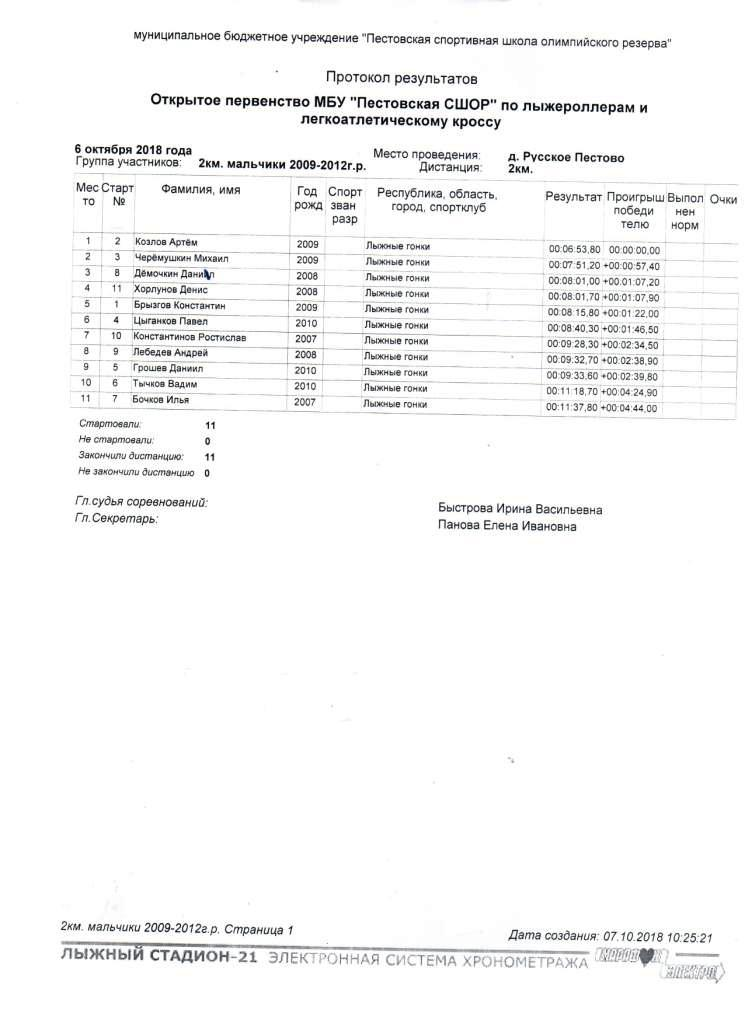 муниципальное бюджетное учреждение "Пестовская спортивная школа олимпийского резерва"
Протокол результатов
Открытое первенство МБУ "Пестовская СШОР" по лыжероллерам и
легкоатлетическому кроссу
6 октября 2018 года
Место проведения: д. Русское Пестово
Группа участников: 2км. мальчики 2009-2012г.р.
Дистанция: 2км.
Мес Старт Фамилия, имя Год Спорт Республика, область, Результат Проигрыш Выпол Очки
то № рожд зван город, спортклуб победи нен
разр телю норм
1 2 Козлов Артём 2009 Лыжные гонки 00:06:53,80 00:00:00,00
2 3 Черёмушкин Михаил 2009 Лыжные гонки 00:07:51,20 +00:00:57,40
3 8 Дёмочкин Даниил 2008 Лыжные гонки 00:08:01,00 +00:01:07,20
4 11 Хорлунов Денис 2008 Лыжные гонки 00:08:01,70 +00:01:07,90
5 1 Брызгов Константин 2009 Лыжные гонки 00:08:15,80 +00:01:22,00
6 4 Цыганков Павел 2010 Лыжные гонки 00:08:40,30 +00:01:46,50
7 10 Константинов Ростислав 2007 Лыжные гонки 00:09:28,30 +00:02:34,50
8 9 Лебедев Андрей 2008 Лыжные гонки 00:09:32,70 +00:02:38,90
9 5 Грошев Даниил 2010 Лыжные гонки 00:09:33,60 +00:02:39,80
10 6 Тычков Вадим 2010 Лыжные гонки 00:11:18,70 +00:04:24,90
11 7 Бочков Илья 2007 Лыжные гонки 00:11:37,80 +00:04:44,00
Стартовали: 11
Не стартовали: 0
Закончили дистанцию: 11
Не закончили дистанцию 0
Гл.судья соревнований: Быстрова Ирина Васильевна
Гл.Секретарь: Панова Елена Ивановна
2км. мальчики 2009-2012г.р. Страница 1
Дата создания: 07.10.2018 10:25:21
ЛЫЖНЫЙ СТАДИОН-21 ЭЛЕКТРОННАЯ СИСТЕМА ХРОНОМЕТРАЖА